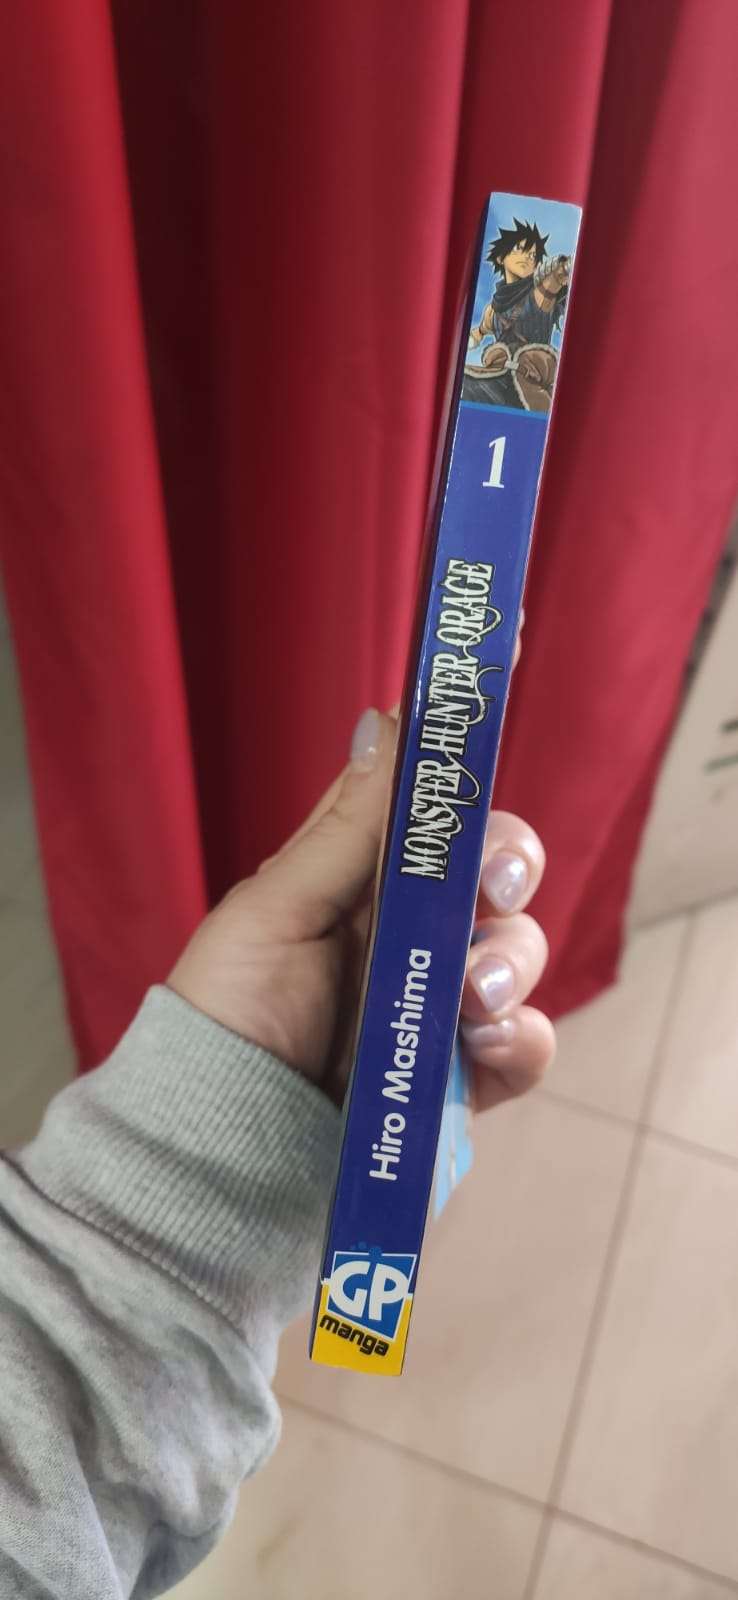 1
MONSTER HUNTER ORAGE
Hiro Mashima
GP
manga